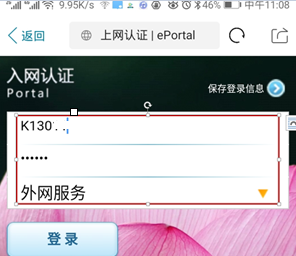 9.95K/s 46% 中午11:08
返回 上网认证 | ePortal
入网认证
Portal
保存登录信息
K130
••••••
外网服务
登录